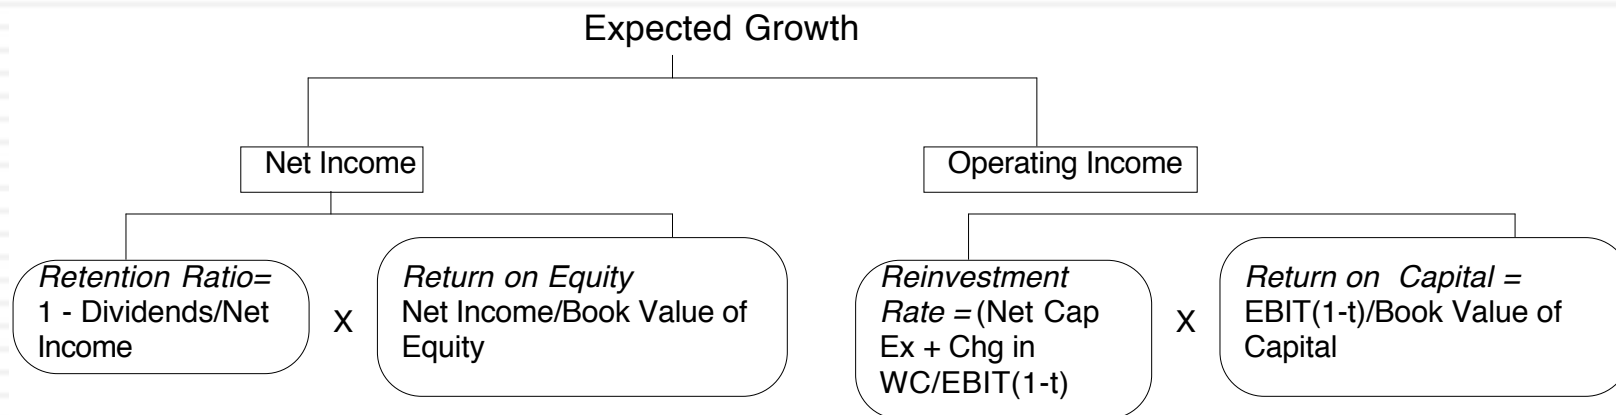 Expected Growth
Net Income
Operating Income
Retention Ratio=
1 - Dividends/Net
Income
X
Return on Equity
Net Income/Book Value of
Equity
Reinvestment
Rate = (Net Cap
Ex + Chg in
WC/EBIT(1-t)
X
Return on Capital =
EBIT(1-t)/Book Value of
Capital